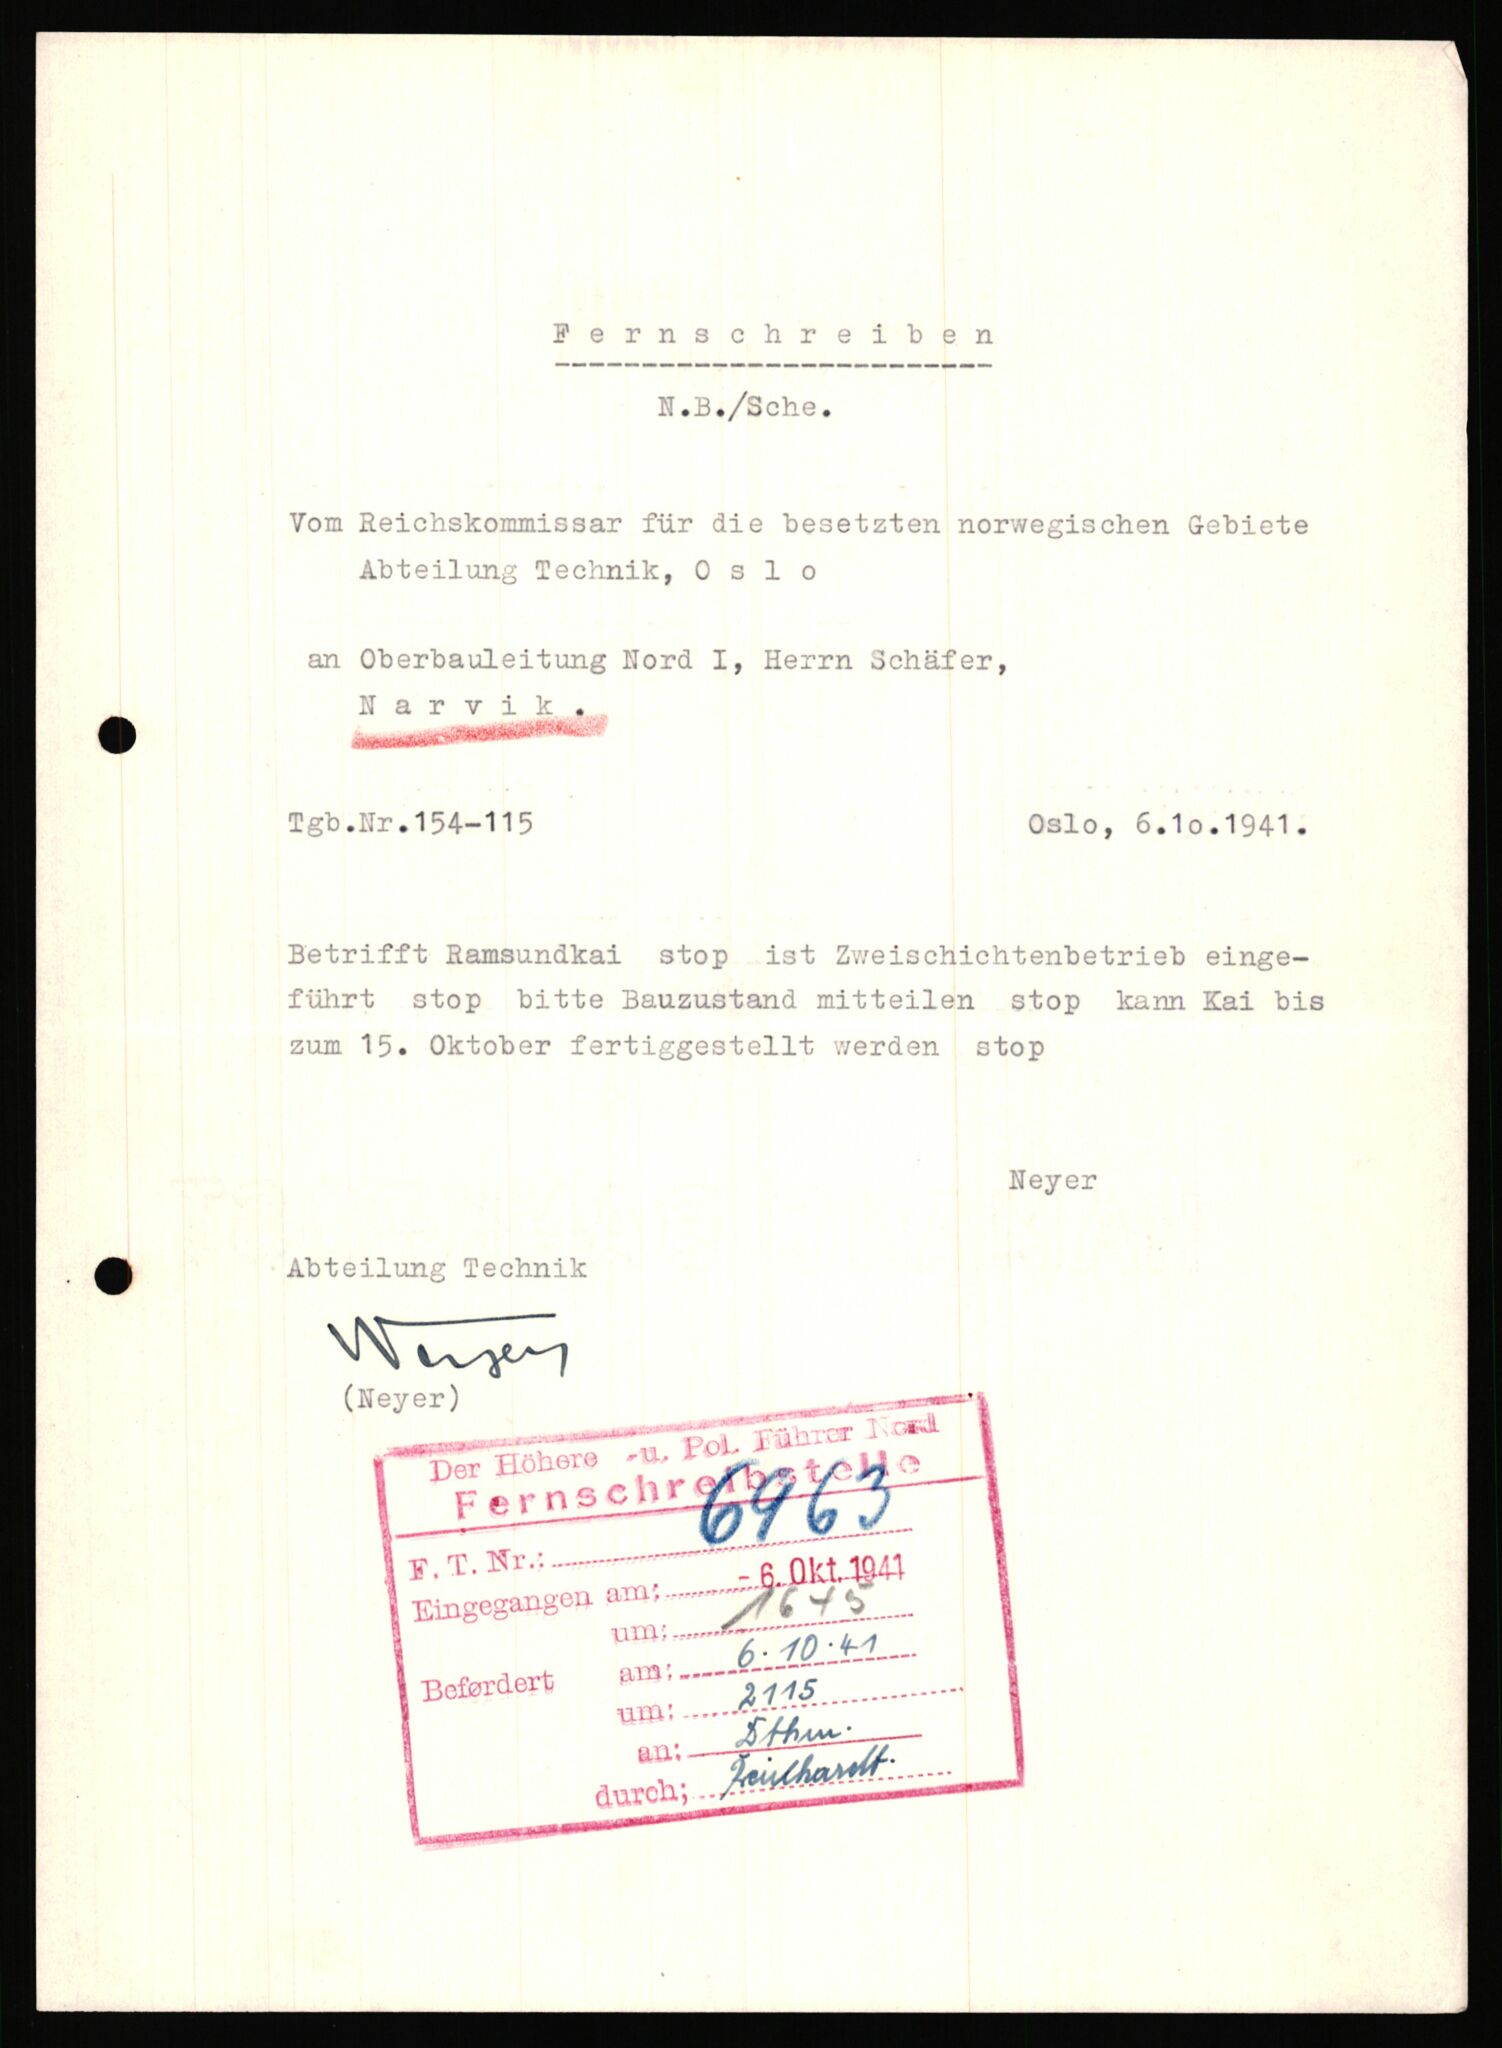 F e r n s c h r e i b e n
N.B./Sche.
Vom Reichskommissar für die besetzten norwegischen Gebiete
Abteilung Technik, O s l o
an Oberbauleitung Nord I, Herrn Schäfer,
N a r v i k .
Tgb.Nr.154-115 Oslo, 6.1o.1941.
Betrifft Ramsundkai stop ist Zweischichtenbetrieb einge-
führt stop bitte Bauzustand mitteilen stop kann Kai bis
zum 15. Oktober fertiggestellt werden stop
Neyer
Abteilung Technik
(Neyer)
Der Höhere -u. Pol. Führer Nord
Fernschreibstelle
F. T. Nr.: 6963
Eingegangen am: - 6. Okt. 1941
um: 1645
Beførdert am: 6.10.41
um: 2115
an: Dthm.
durch;